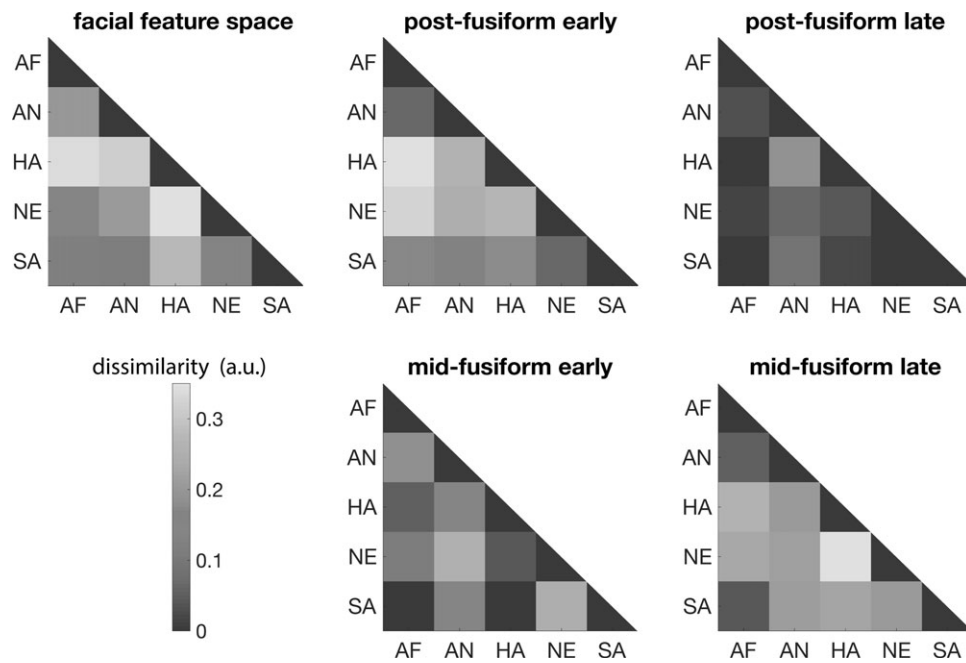 facial feature space
post-fusiform early
post-fusiform late
AF
AN
HA
NE
SA
AF AN HA NE SA
AF
AN
HA
NE
SA
AF AN HA NE SA
AF
AN
HA
NE
SA
AF AN HA NE SA
dissimilarity (a.u.)
0.3
0.2
0.1
0
mid-fusiform early
mid-fusiform late
AF
AN
HA
NE
SA
AF AN HA NE SA
AF
AN
HA
NE
SA
AF AN HA NE SA